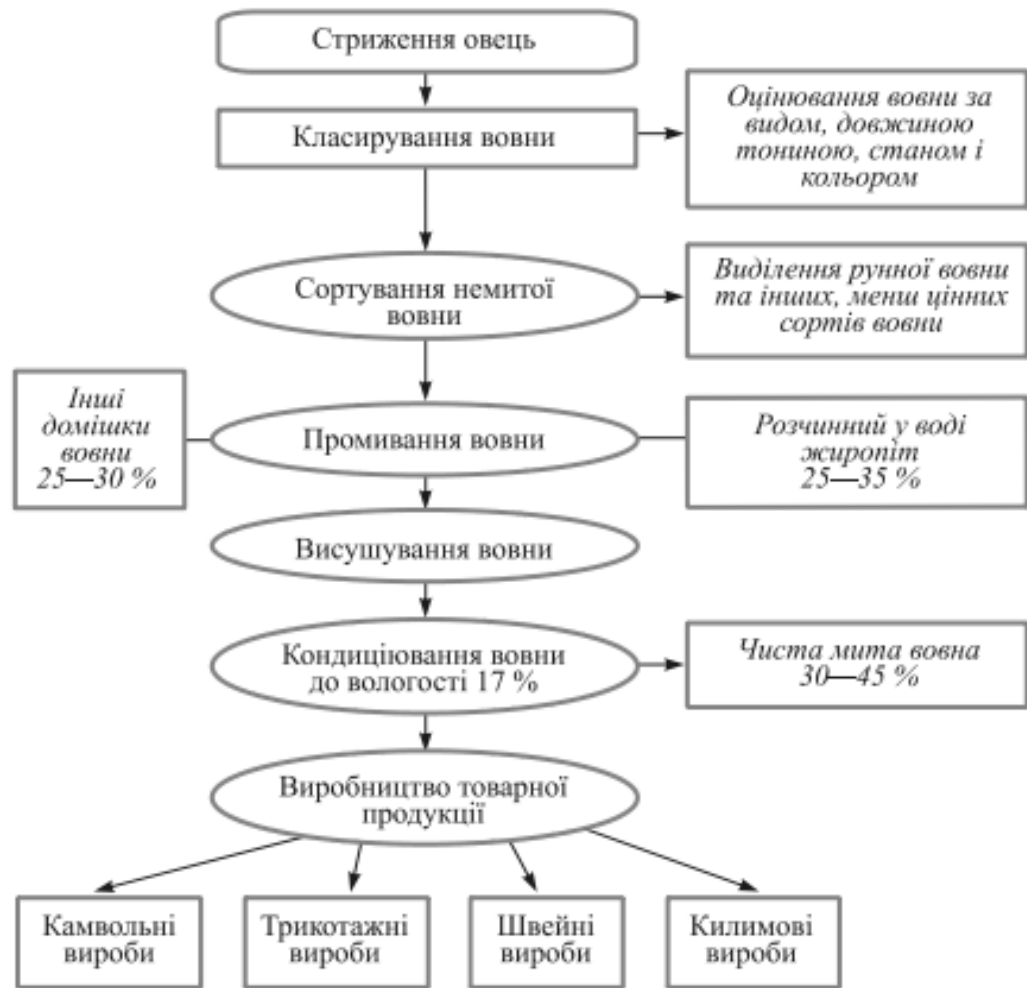 Стриження овець
Класирування вовни
Оцінювання вовни за
видом, довжиною
тониною, станом і
кольором
Сортування немитої
вовни
Виділення рунної вовни
та інших, менш цінних
сортів вовни
Інші
домішки
вовни
25—30 %
Промивання вовни
Розчинний у воді
жиропіт
25—35 %
Висушування вовни
Кондиціювання вовни
до вологості 17 %
Чиста мита вовна
30—45 %
Виробництво товарної
продукції
Камвольні
вироби
Трикотажні
вироби
Швейні
вироби
Килимові
вироби